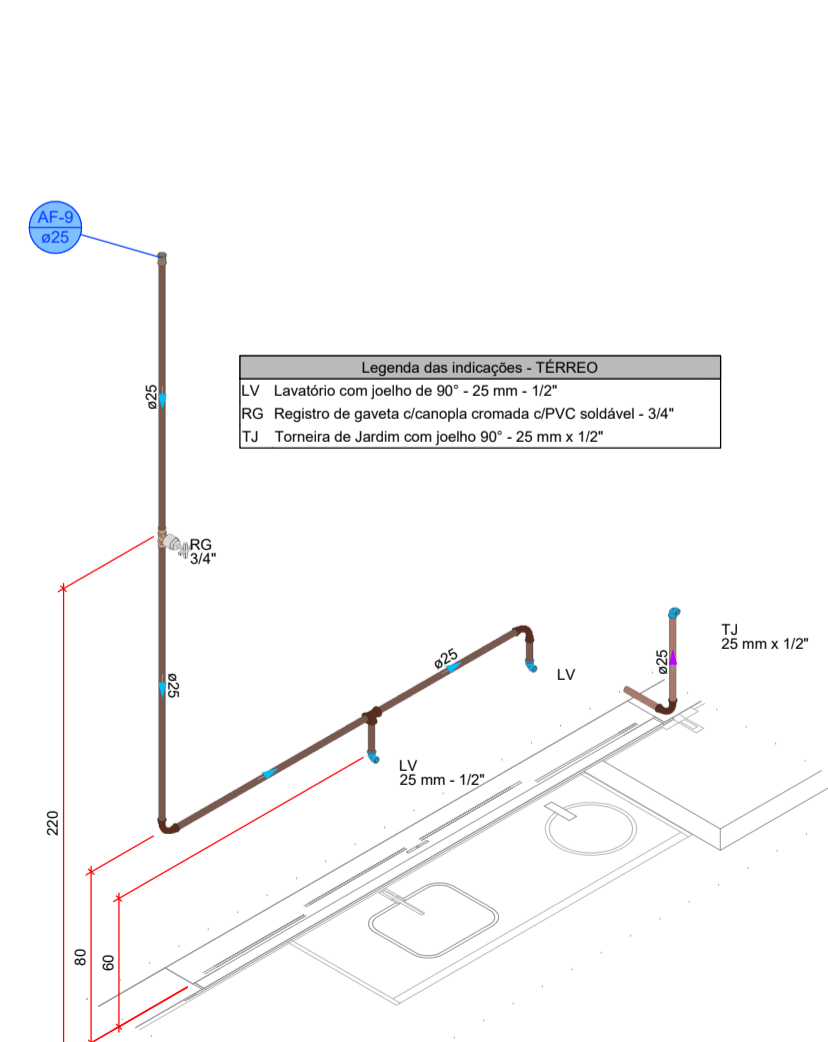 AF-9
ø25
ø25
Legenda das indicações - TÉRREO
LV Lavatório com joelho de 90° - 25 mm - 1/2"
RG Registro de gaveta c/canopla cromada c/PVC soldável - 3/4"
TJ Torneira de Jardim com joelho 90° - 25 mm x 1/2"
RG
3/4"
ø25
ø25
LV
TJ
25 mm x 1/2"
ø25
LV
25 mm - 1/2"
220
80
60